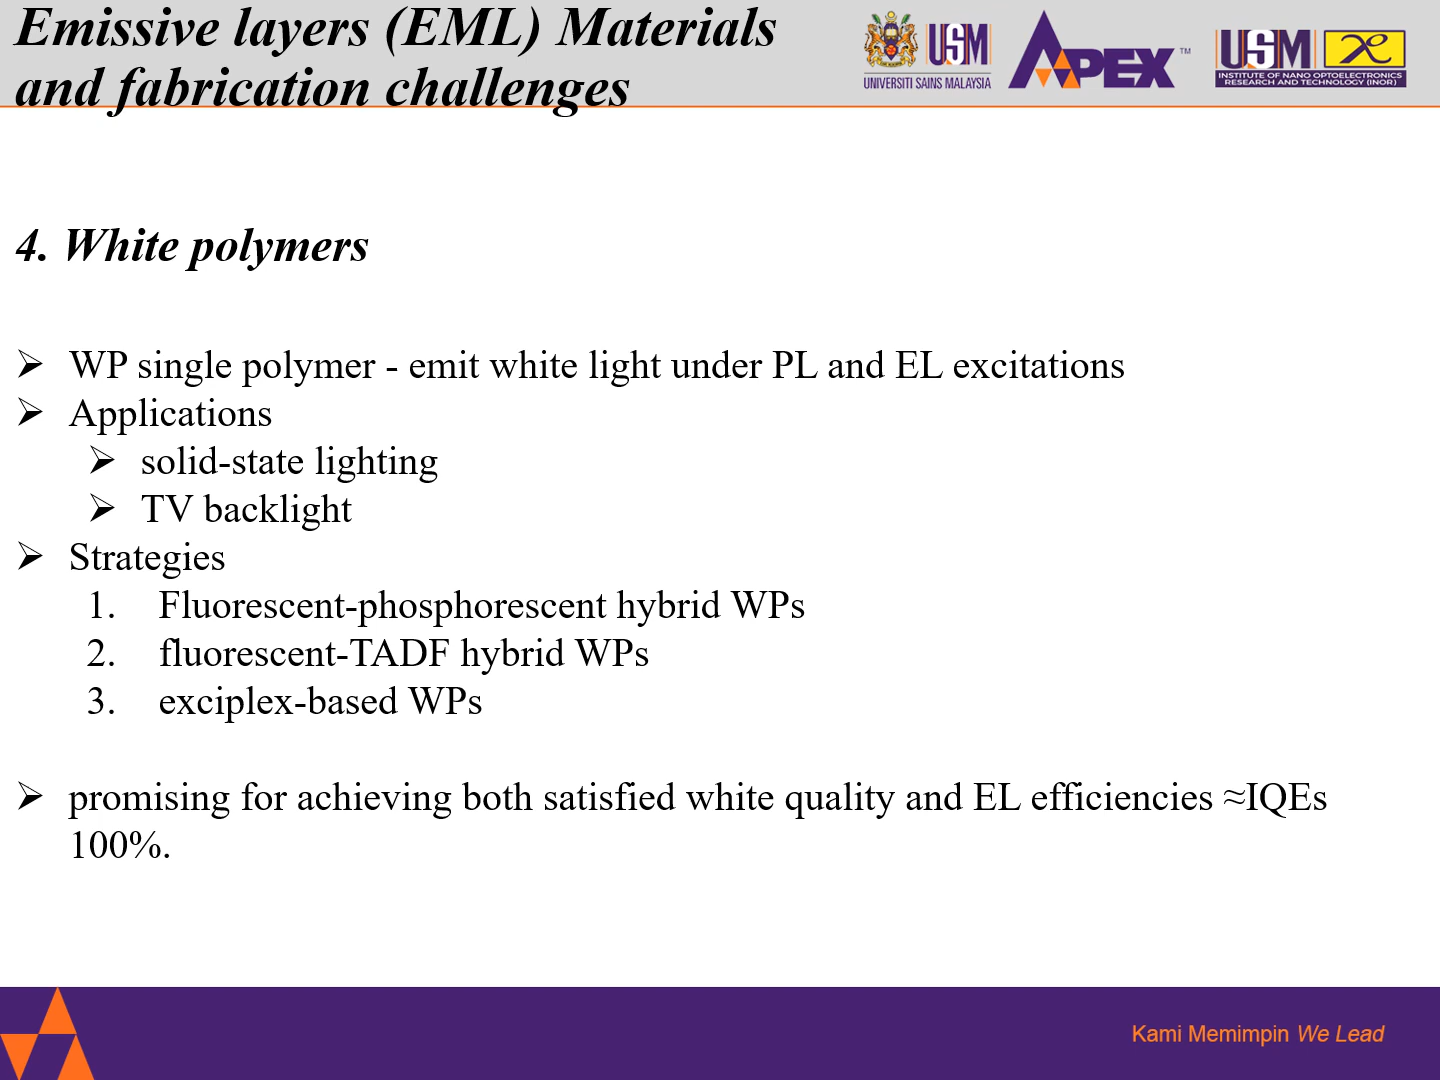 Emissive layers (EML) Materials
and fabrication challenges
USM
UNIVERSITI SAINS MALAYSIA
APEX™
USM
INSTITUTE OF NANO OPTOELECTRONICS
RESEARCH AND TECHNOLOGY (INOR)
4. White polymers
➢ WP single polymer - emit white light under PL and EL excitations
➢ Applications
➢ solid-state lighting
➢ TV backlight
➢ Strategies
1. Fluorescent-phosphorescent hybrid WPs
2. fluorescent-TADF hybrid WPs
3. exciplex-based WPs
➢ promising for achieving both satisfied white quality and EL efficiencies ≈IQEs
100%.
Kami Memimpin We Lead